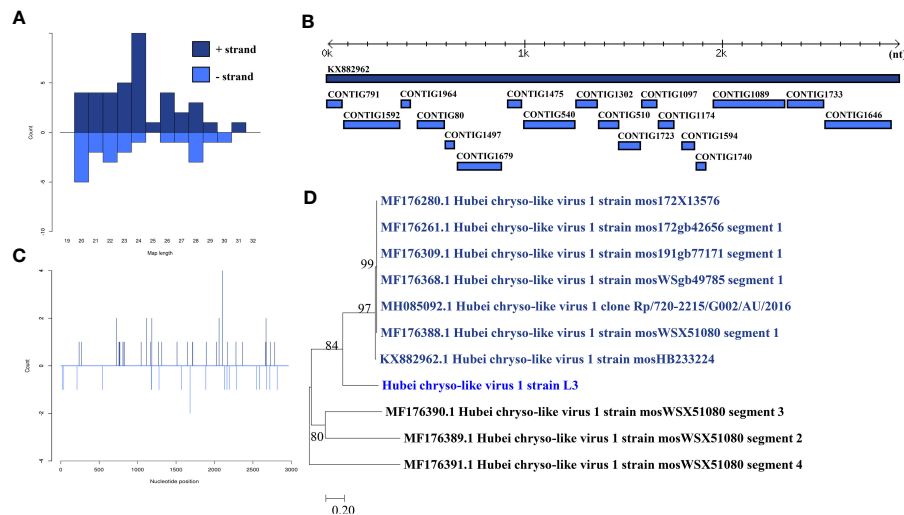 A
+ strand
- strand
5
0
-5
-10
Count
19 20 21 22 23 24 25 26 27 28 29 30 31 32
Map length
B
0k 1k 2k (nt)
KX882962
CONTIG791 CONTIG1964 CONTIG1475 CONTIG1302 CONTIG1097 CONTIG1089 CONTIG1733
CONTIG1592 CONTIG80 CONTIG540 CONTIG510 CONTIG1174 CONTIG1646
CONTIG1497 CONTIG1723 CONTIG1594
CONTIG1679 CONTIG1740
C
4
2
0
-2
-4
Count
0 500 1000 1500 2000 2500 3000
Nucleotide position
D
MF176280.1 Hubei chryso-like virus 1 strain mos172X13576
MF176261.1 Hubei chryso-like virus 1 strain mos172gb42656 segment 1
MF176309.1 Hubei chryso-like virus 1 strain mos191gb77171 segment 1
99
MF176368.1 Hubei chryso-like virus 1 strain mosWSgb49785 segment 1
97
MH085092.1 Hubei chryso-like virus 1 clone Rp/720-2215/G002/AU/2016
MF176388.1 Hubei chryso-like virus 1 strain mosWSX51080 segment 1
84
KX882962.1 Hubei chryso-like virus 1 strain mosHB233224
Hubei chryso-like virus 1 strain L3
MF176390.1 Hubei chryso-like virus 1 strain mosWSX51080 segment 3
80
MF176389.1 Hubei chryso-like virus 1 strain mosWSX51080 segment 2
MF176391.1 Hubei chryso-like virus 1 strain mosWSX51080 segment 4
0.20